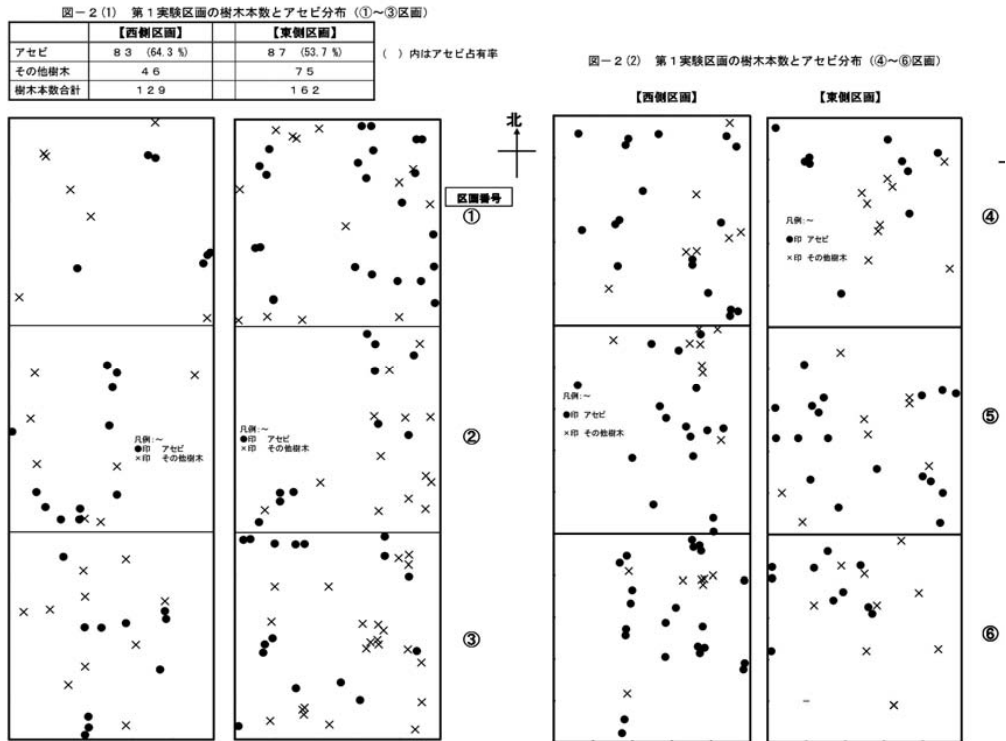 図－2(1)　第1実験区画の樹木本数とアセビ分布（①～③区画）
【西側区画】　【東側区画】
アセビ　83（64.3％）　87（53.7％）　（　）内はアセビ占有率
その他樹木　46　75
樹木本数合計　129　162
北
区画番号
①
凡例：～
●印　アセビ
×印　その他樹木
凡例：～
●印　アセビ
×印　その他樹木
②
③
図－2(2)　第1実験区画の樹木本数とアセビ分布（④～⑥区画）
【西側区画】　【東側区画】
凡例：～
●印 アセビ
×印 その他樹木
④
凡例：～
●印 アセビ
×印 その他樹木
⑤
⑥